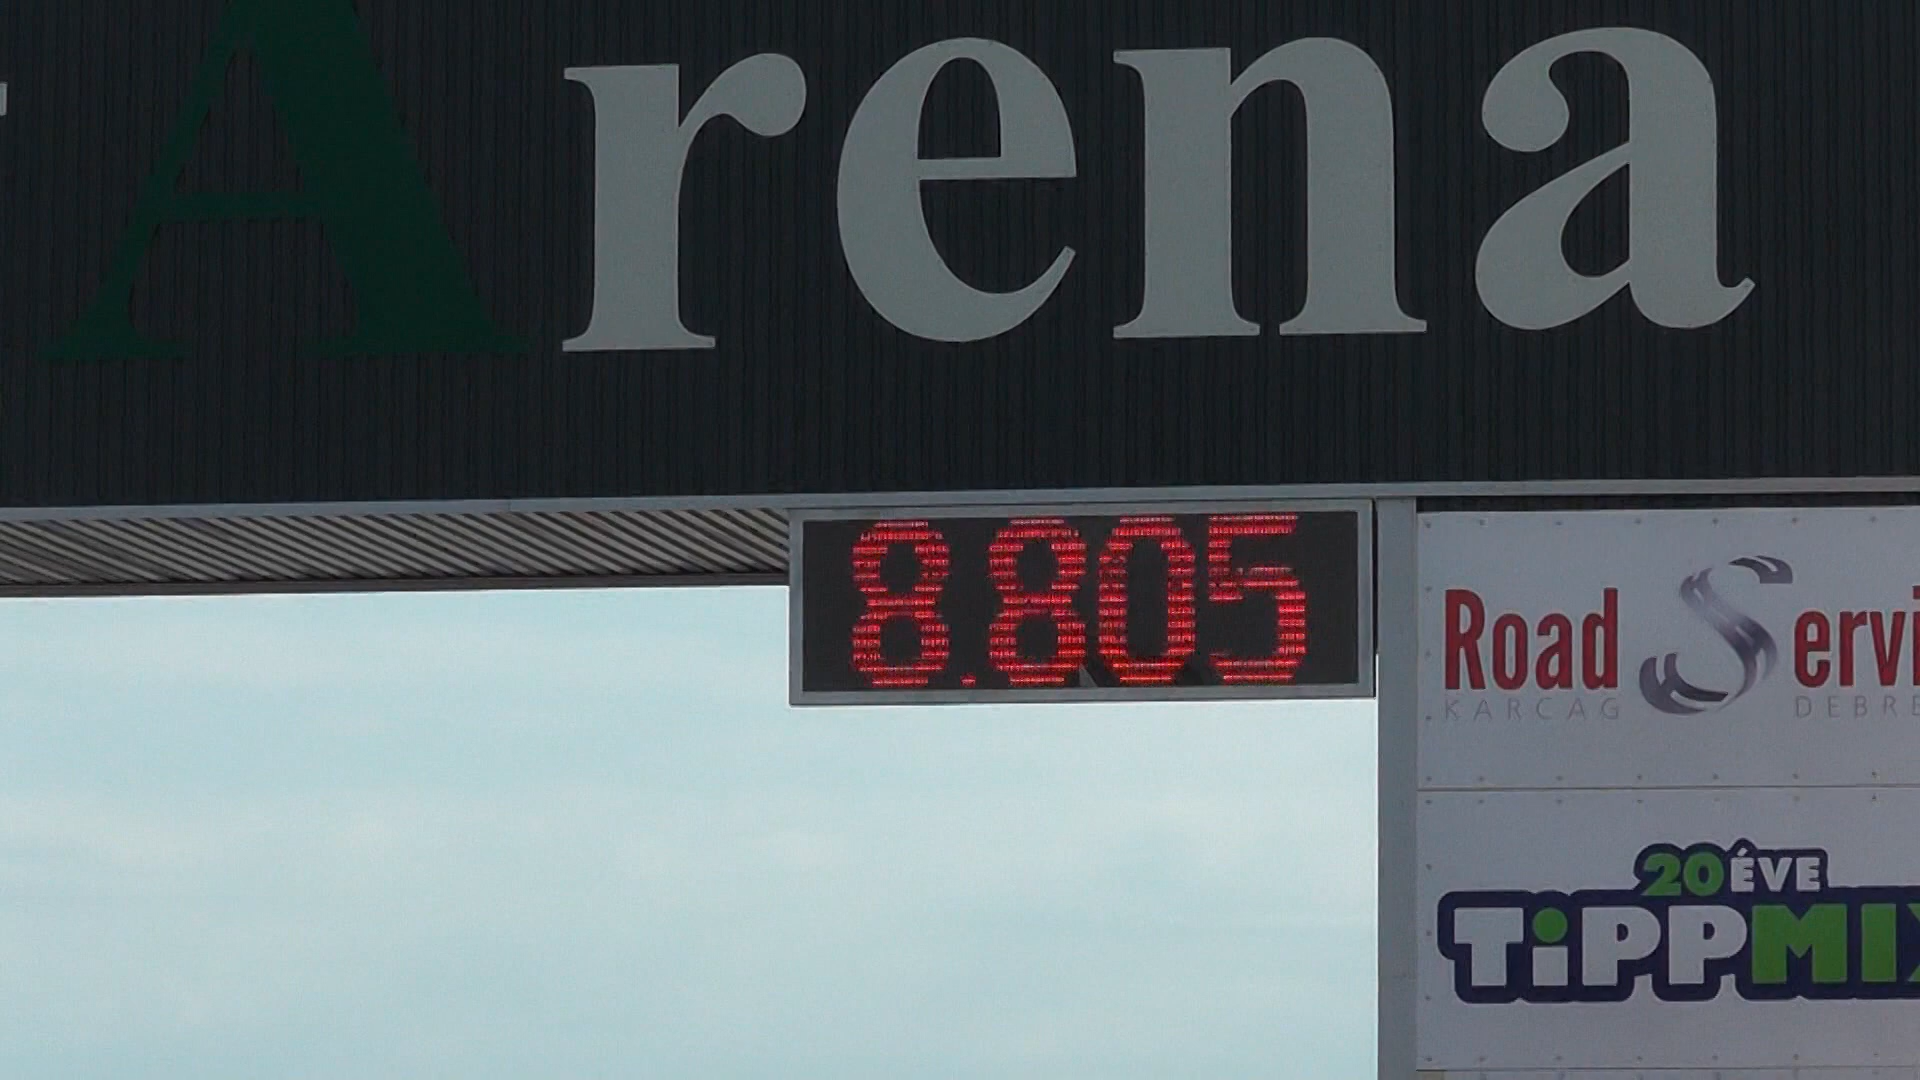 Arena
8.805
Road Servi
KARCAG DEBRE
20 ÉVE
TiPPMIX